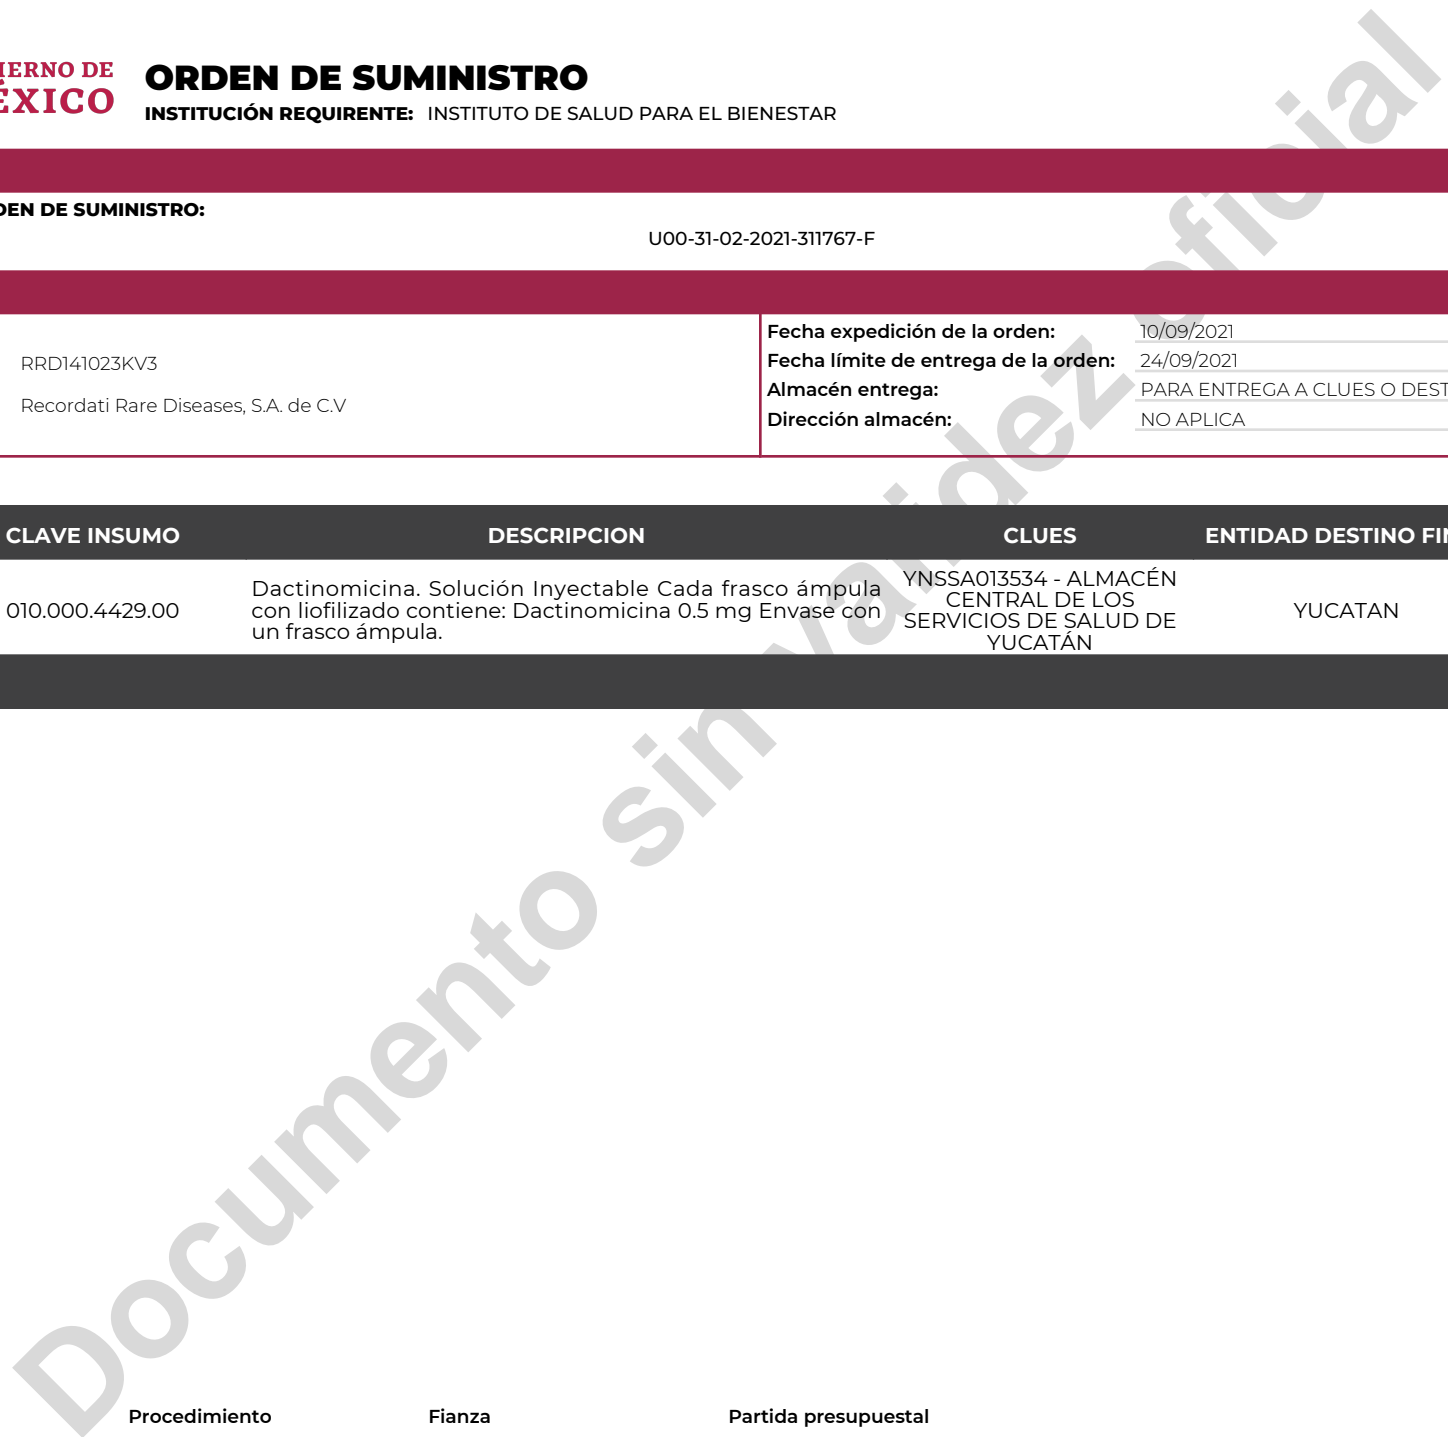 IERNO DE
ÉXICO
ORDEN DE SUMINISTRO
INSTITUCIÓN REQUIRENTE: INSTITUTO DE SALUD PARA EL BIENESTAR
DEN DE SUMINISTRO:
U00-31-02-2021-311767-F
RRD141023KV3
Recordati Rare Diseases, S.A. de C.V
Fecha expedición de la orden: 10/09/2021
Fecha límite de entrega de la orden: 24/09/2021
Almacén entrega: PARA ENTREGA A CLUES O DEST
Dirección almacén: NO APLICA
CLAVE INSUMO DESCRIPCION CLUES ENTIDAD DESTINO FIN
010.000.4429.00
Dactinomicina. Solución Inyectable Cada frasco ámpula
con liofilizado contiene: Dactinomicina 0.5 mg Envase con
un frasco ámpula.
YNSSA013534 - ALMACÉN
CENTRAL DE LOS
SERVICIOS DE SALUD DE
YUCATÁN
YUCATAN
Documento sin validez oficial
Procedimiento Fianza Partida presupuestal